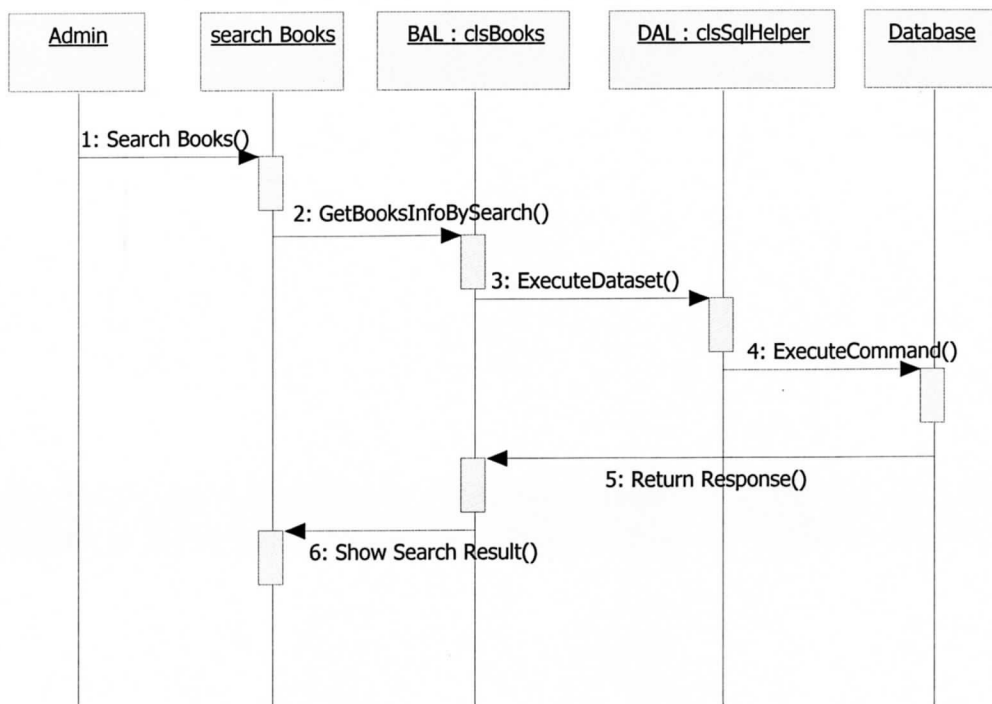 Admin
search Books
BAL : clsBooks
DAL : clsSqlHelper
Database
1: Search Books()
2: GetBooksInfoBySearch()
3: ExecuteDataset()
4: ExecuteCommand()
5: Return Response()
6: Show Search Result()